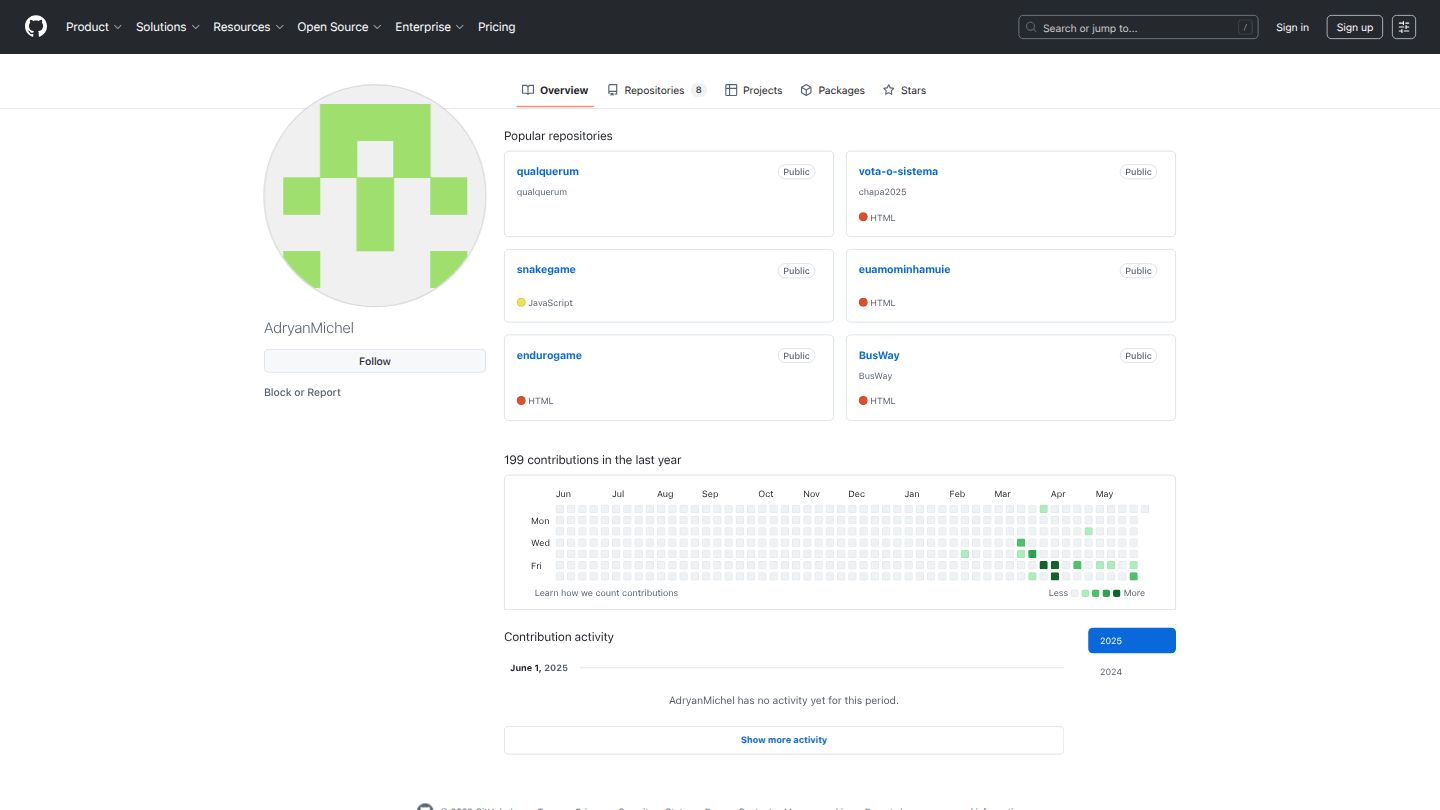 Product Solutions Resources Open Source Enterprise Pricing Search or jump to... / Sign in Sign up
Overview Repositories 8 Projects Packages Stars
AdryanMichel
Follow
Block or Report
Popular repositories
qualquerum Public
qualquerum
vota-o-sistema Public
chapa2025
HTML
snakegame Public
JavaScript
euamominhamuie Public
HTML
endurogame Public
HTML
BusWay Public
BusWay
HTML
199 contributions in the last year
Jun Jul Aug Sep Oct Nov Dec Jan Feb Mar Apr May
Mon
Wed
Fri
Learn how we count contributions Less More
Contribution activity
2025
2024
June 1, 2025
AdryanMichel has no activity yet for this period.
Show more activity